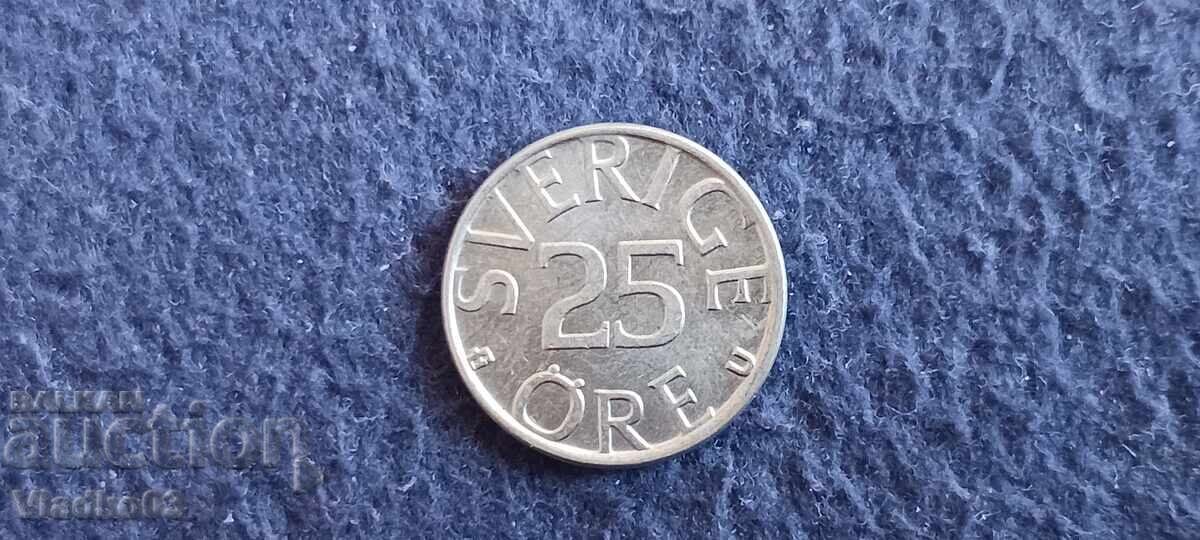 SVERIGE
25
ÖRE
U
BALKAN
auction
Vladko03